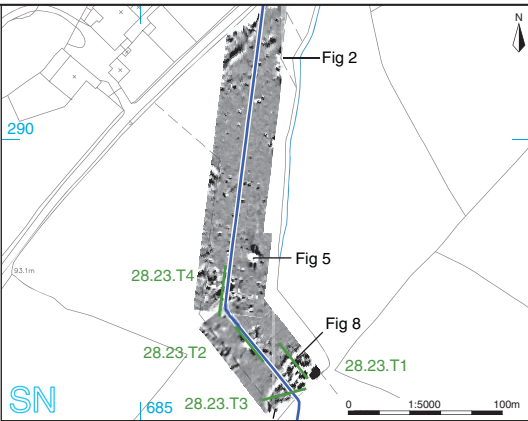 N
Fig 2
290
Fig 5
93.1m
28.23.T4
Fig 8
28.23.T2
28.23.T1
28.23.T3
SN
685
0 1:5000 100m